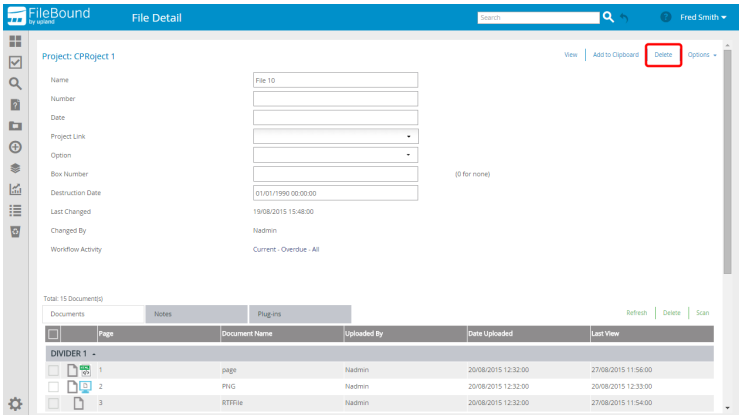 FileBound
by upland
File Detail
Search
Fred Smith
Project: CPRoject 1
View
Add to Clipboard
Delete
Options
Name
File 10
Number
Date
Project Link
Option
Box Number
(0 for none)
Destruction Date
01/01/1990 00:00:00
Last Changed
19/08/2015 15:48:00
Changed By
Nadmin
Workflow Activity
Current - Overdue - All
Total: 15 Document(s)
Documents
Notes
Plug-ins
Refresh
Delete
Scan
Page
Document Name
Uploaded By
Date Uploaded
Last View
DIVIDER 1
1
page
Nadmin
20/08/2015 12:32:00
27/08/2015 11:56:00
2
PNG
Nadmin
20/08/2015 12:32:00
20/08/2015 12:33:00
3
RTFFile
Nadmin
20/08/2015 12:32:00
27/08/2015 11:54:00